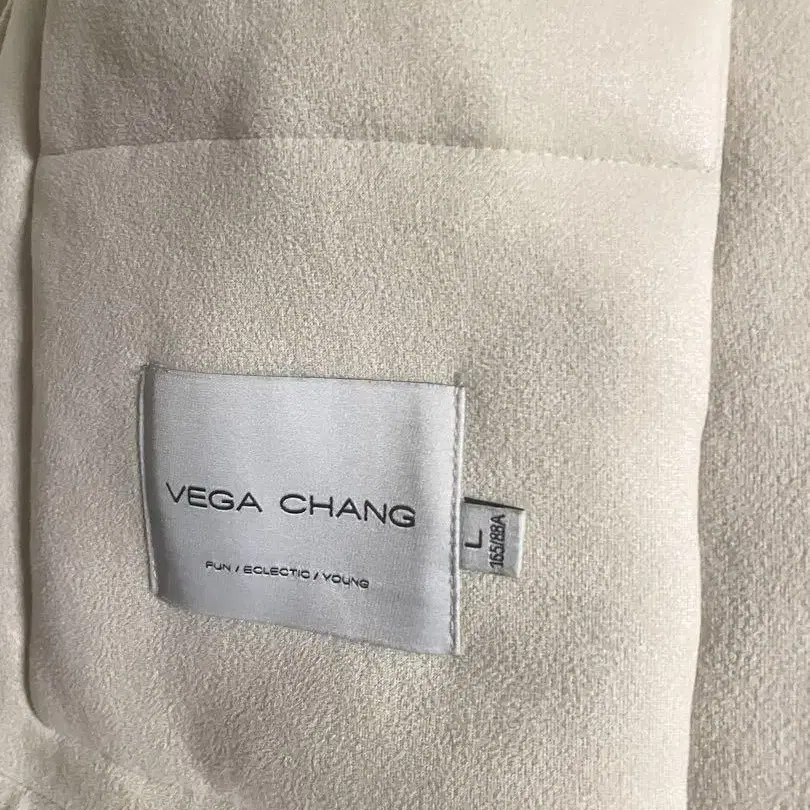 VEGA CHANG
FUN / ECLECTIC / YOUNG
L
165/88A